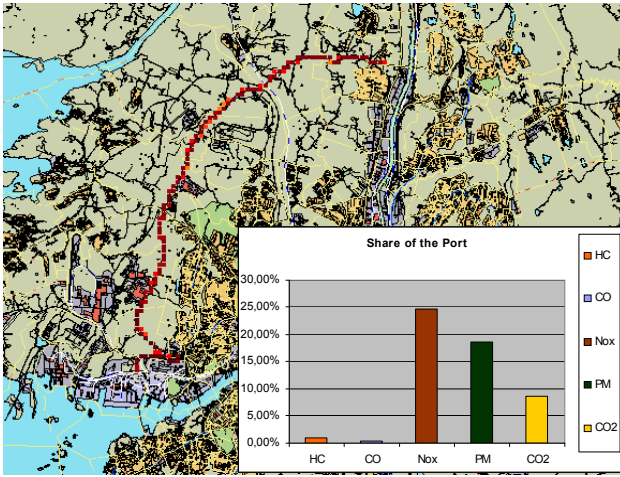 Share of the Port
30,00%
25,00%
20,00%
15,00%
10,00%
5,00%
0,00%
HC
CO
Nox
PM
CO2
HC
CO
Nox
PM
CO2